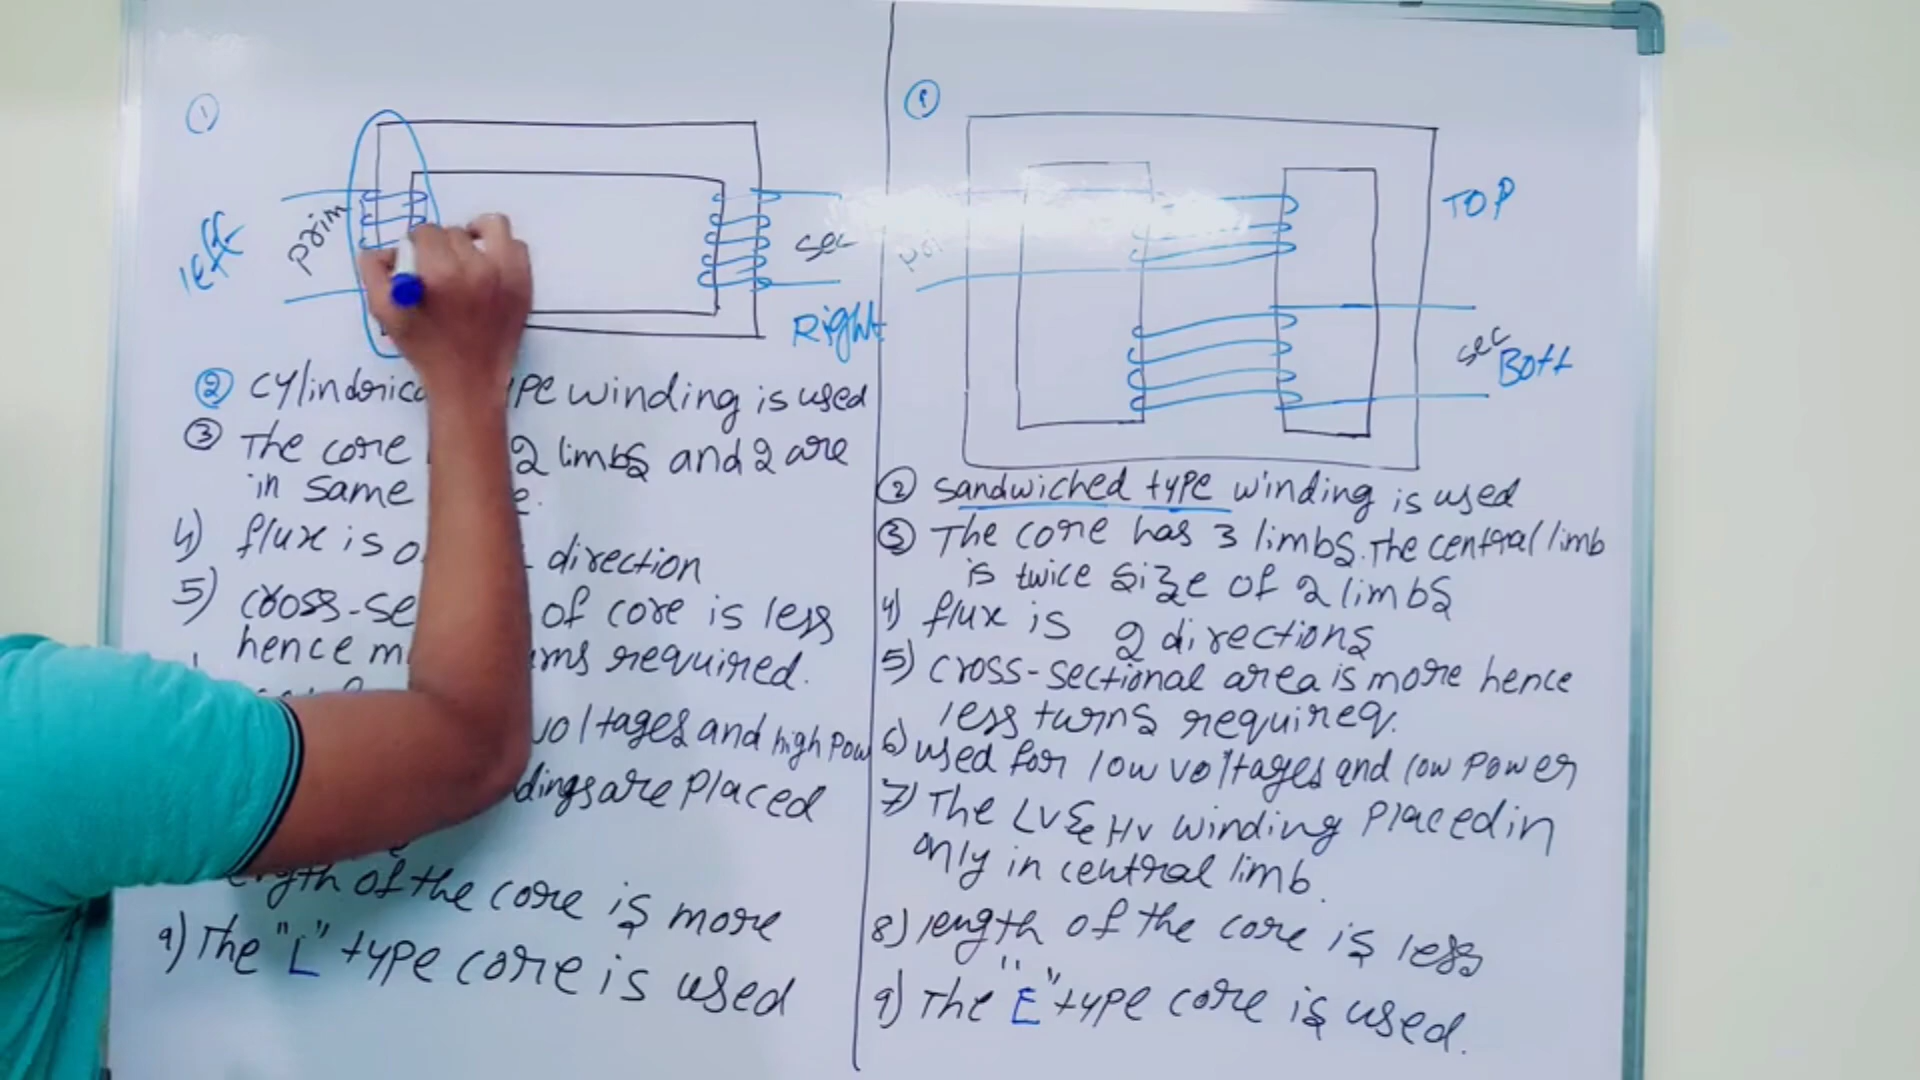 ①
left
prim
sec
Right
② cylindrica ype winding is used
③ The core 2 limbs and 2 are
in same
4) flux is o direction
5) cross-se of core is less
hence m rns required.
voltages and high pow
dings are placed
ength of the core is more
9) The "L" type core is used
①
TOP
sec
Bott
② sandwiched type winding is used
③ The core has 3 limbs. The central limb
is twice size of 2 limbs
4) flux is 2 directions
5) cross-sectional area is more hence
less turns required.
6) used for low voltages and low power
7) The LV & HV winding placed in
only in central limb.
8) length of the core is less
9) The "E" type core is used.